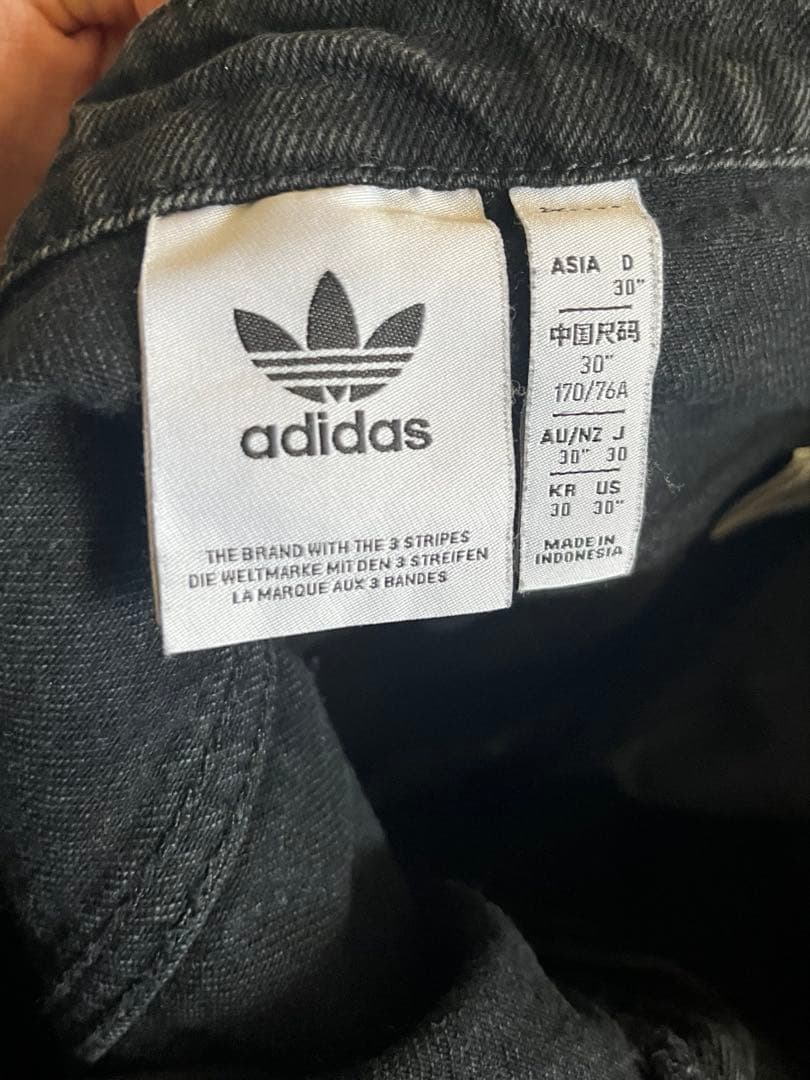 adidas
THE BRAND WITH THE 3 STRIPES
DIE WELTMARKE MIT DEN 3 STREIFEN
LA MARQUE AUX 3 BANDES
ASIA D
30"
中国尺码
30"
170/76A
AU/NZ J
30" 30
KR US
30 30"
MADE IN
INDONESIA